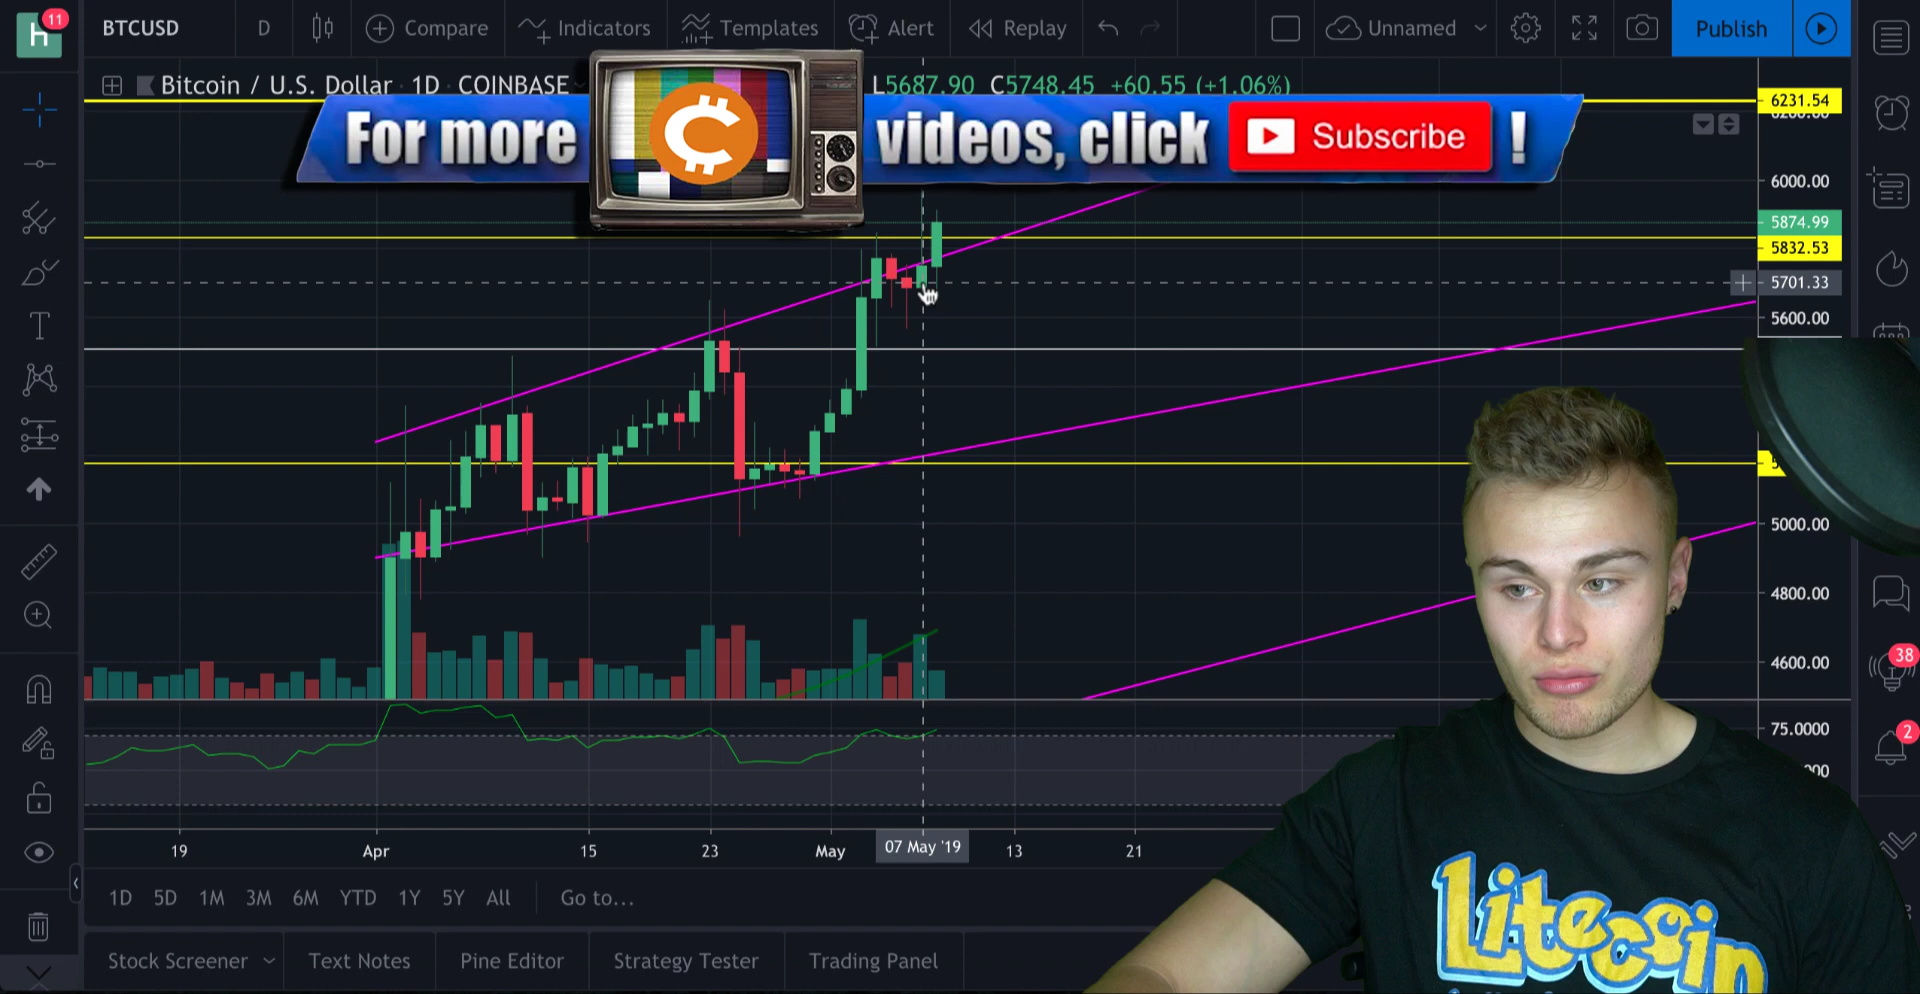 h
11
BTCUSD
D
Compare
Indicators
Templates
Alert
Replay
Unnamed
Publish
Bitcoin / U.S. Dollar · 1D · COINBASE
L5687.90 C5748.45 +60.55 (+1.06%)
For more
videos, click
Subscribe
!
6231.54
6000.00
5874.99
5832.53
5701.33
5600.00
5000.00
4800.00
4600.00
75.0000
38
2
19
Apr
15
23
May
07 May '19
13
21
1D 5D 1M 3M 6M YTD 1Y 5Y All
Go to...
Stock Screener
Text Notes
Pine Editor
Strategy Tester
Trading Panel
Litecoin